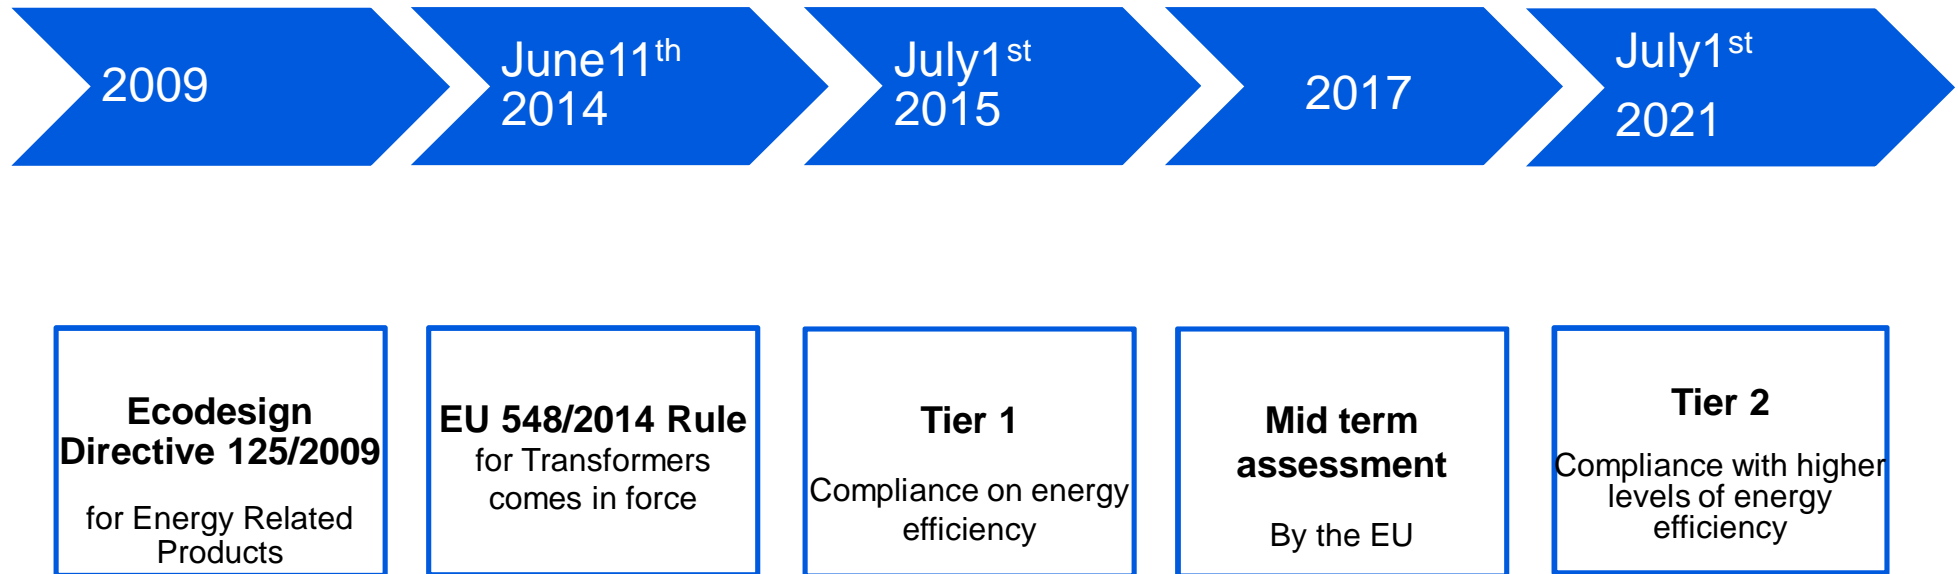 2009
June11th
2014
July1st
2015
2017
July1st
2021
Ecodesign
Directive 125/2009
for Energy Related
Products
EU 548/2014 Rule
for Transformers
comes in force
Tier 1
Compliance on energy
efficiency
Mid term
assessment
By the EU
Tier 2
Compliance with higher
levels of energy
efficiency